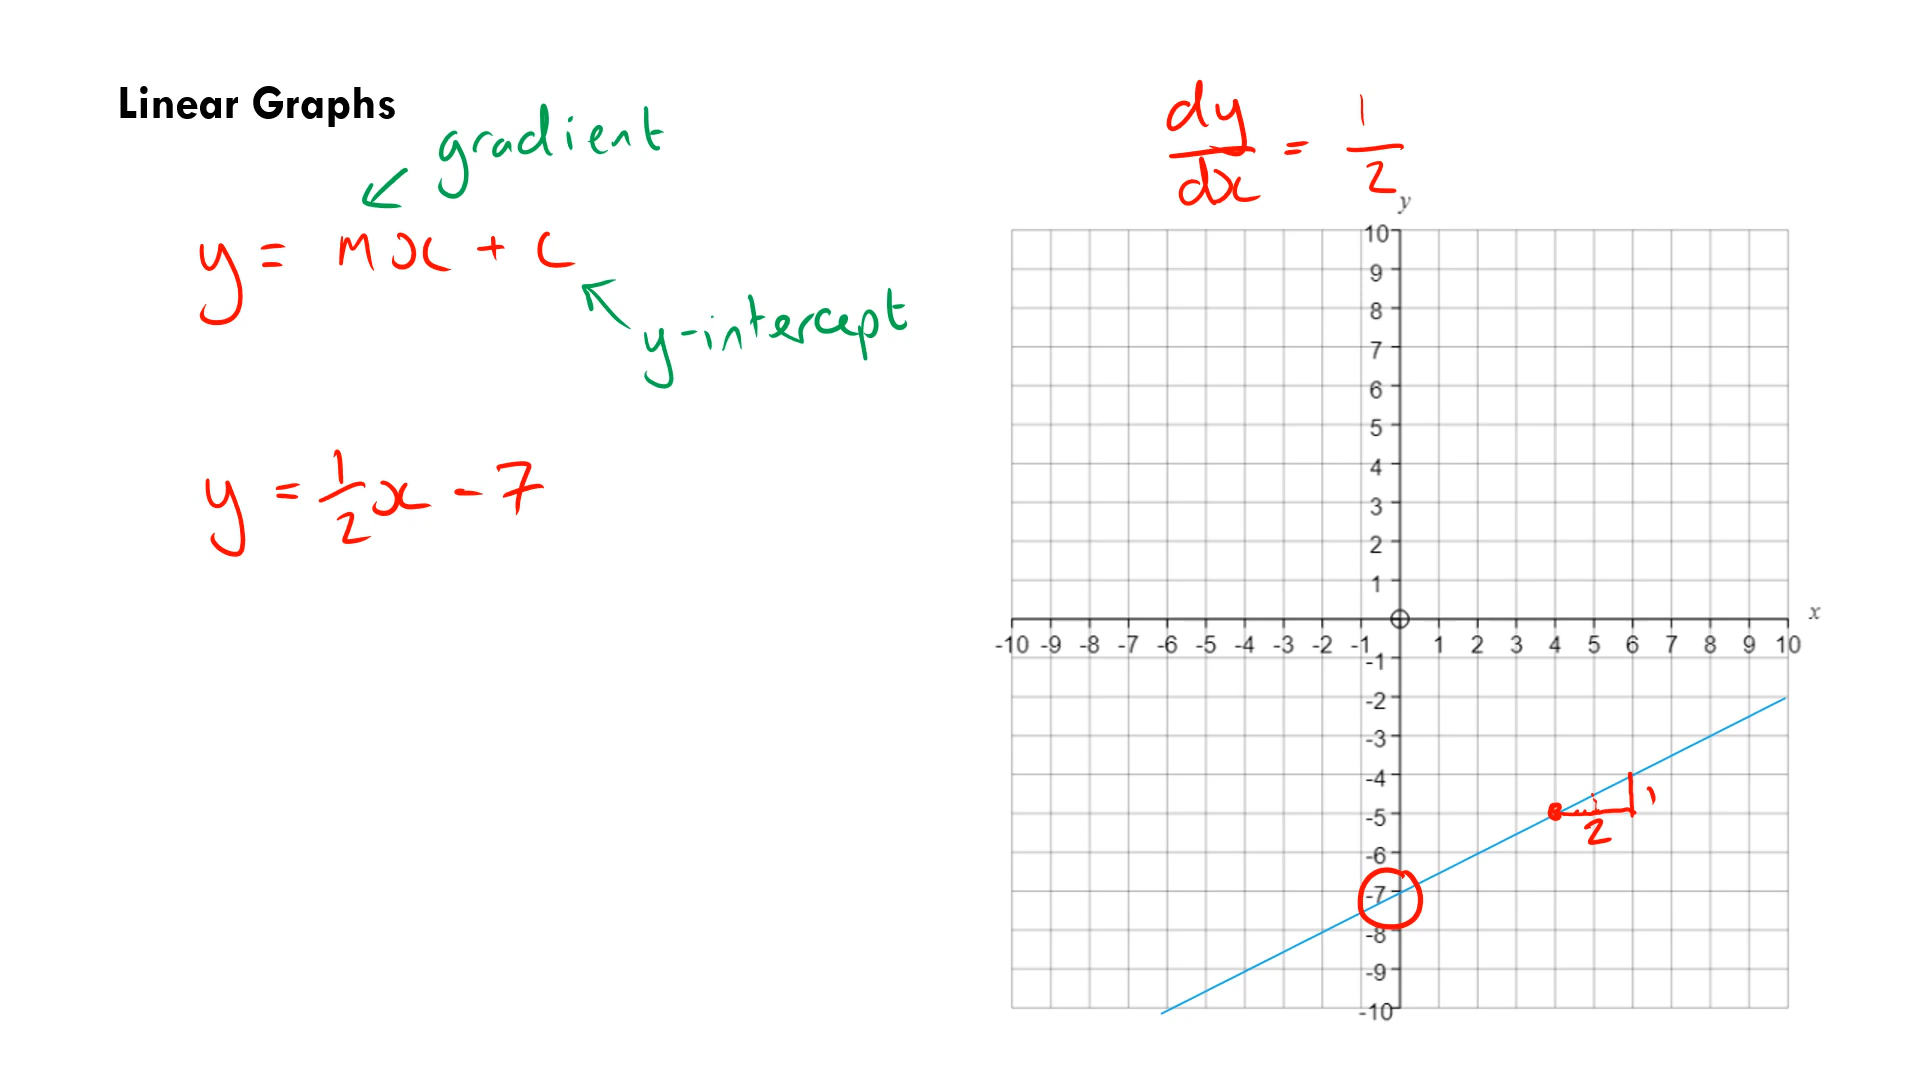 Linear Graphs
gradient
y = mx + c
y-intercept
y = 1/2 x - 7
dy/dx = 1/2
y
10
9
8
7
6
5
4
3
2
1
x
-10 -9 -8 -7 -6 -5 -4 -3 -2 -1 1 2 3 4 5 6 7 8 9 10
-1
-2
-3
-4
1
-5
2
-6
-7
-8
-9
-10